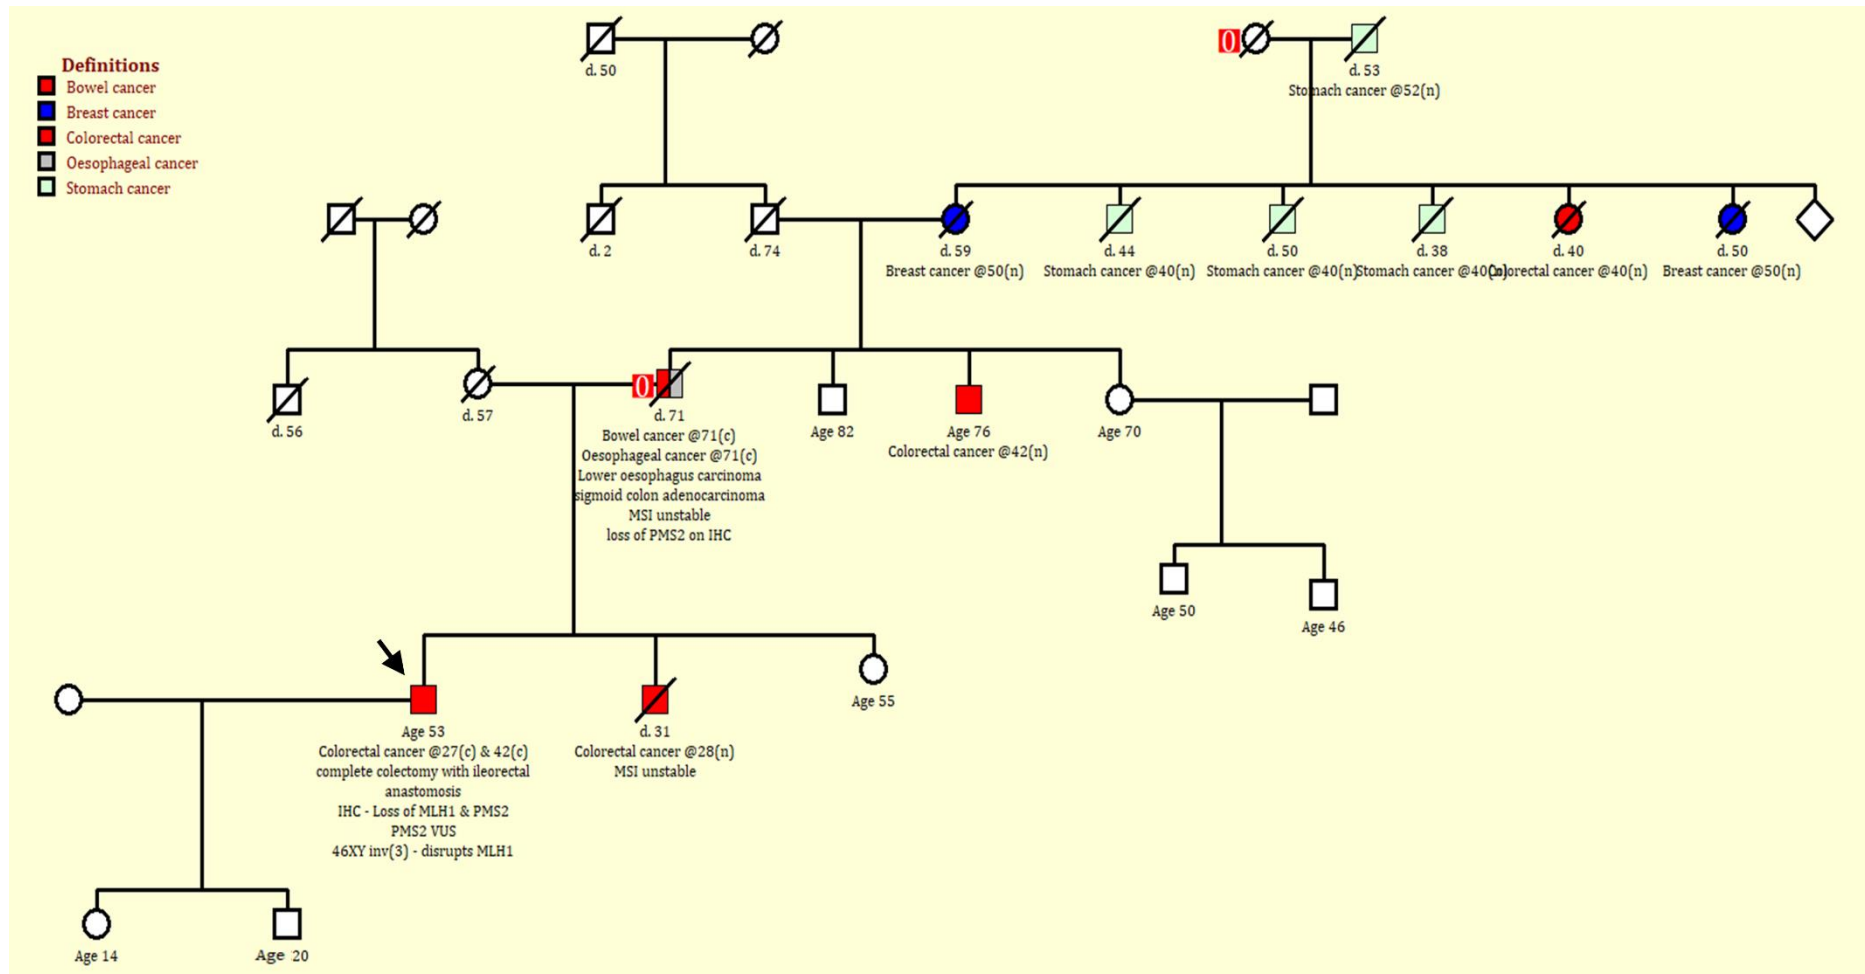 Definitions
Bowel cancer
Breast cancer
Colorectal cancer
Oesophageal cancer
Stomach cancer
d. 50
0
d. 53
Stomach cancer @52(n)
d. 2
d. 74
d. 59
Breast cancer @50(n)
d. 44
Stomach cancer @40(n)
d. 50
Stomach cancer @40(n)
d. 38
Stomach cancer @40(n)
d. 40
Colorectal cancer @40(n)
d. 50
Breast cancer @50(n)
d. 56
d. 57
0
d. 71
Bowel cancer @71(c)
Oesophageal cancer @71(c)
Lower oesophagus carcinoma
sigmoid colon adenocarcinoma
MSI unstable
loss of PMS2 on IHC
Age 82
Age 76
Colorectal cancer @42(n)
Age 70
Age 50
Age 46
Age 53
Colorectal cancer @27(c) & 42(c)
complete colectomy with ileorectal
anastomosis
IHC - Loss of MLH1 & PMS2
PMS2 VUS
46XY inv(3) - disrupts MLH1
d. 31
Colorectal cancer @28(n)
MSI unstable
Age 55
Age 14
Age 20